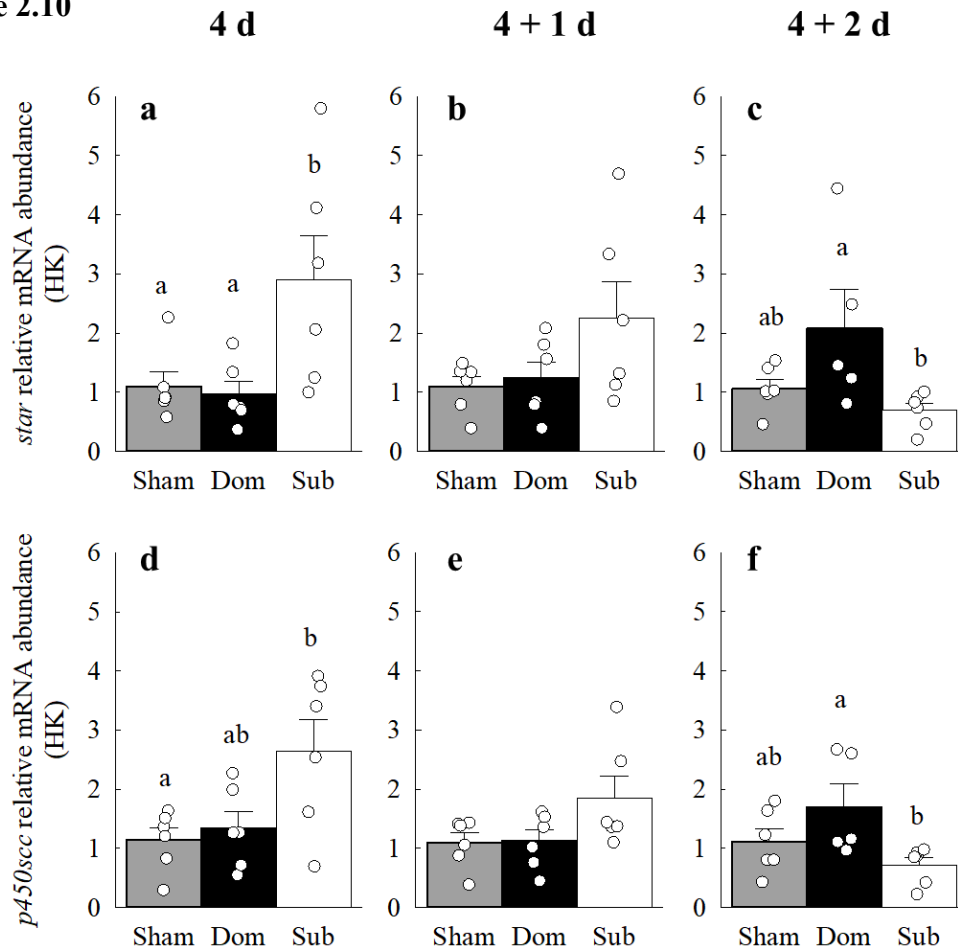 e 2.10
4 d
4 + 1 d
4 + 2 d
star relative mRNA abundance
(HK)
6
5
4
3
2
1
0
a
a
a
b
Sham Dom Sub
6
5
4
3
2
1
0
b
Sham Dom Sub
6
5
4
3
2
1
0
c
ab
a
b
Sham Dom Sub
p450scc relative mRNA abundance
(HK)
6
5
4
3
2
1
0
d
a
ab
b
Sham Dom Sub
6
5
4
3
2
1
0
e
Sham Dom Sub
6
5
4
3
2
1
0
f
ab
a
b
Sham Dom Sub